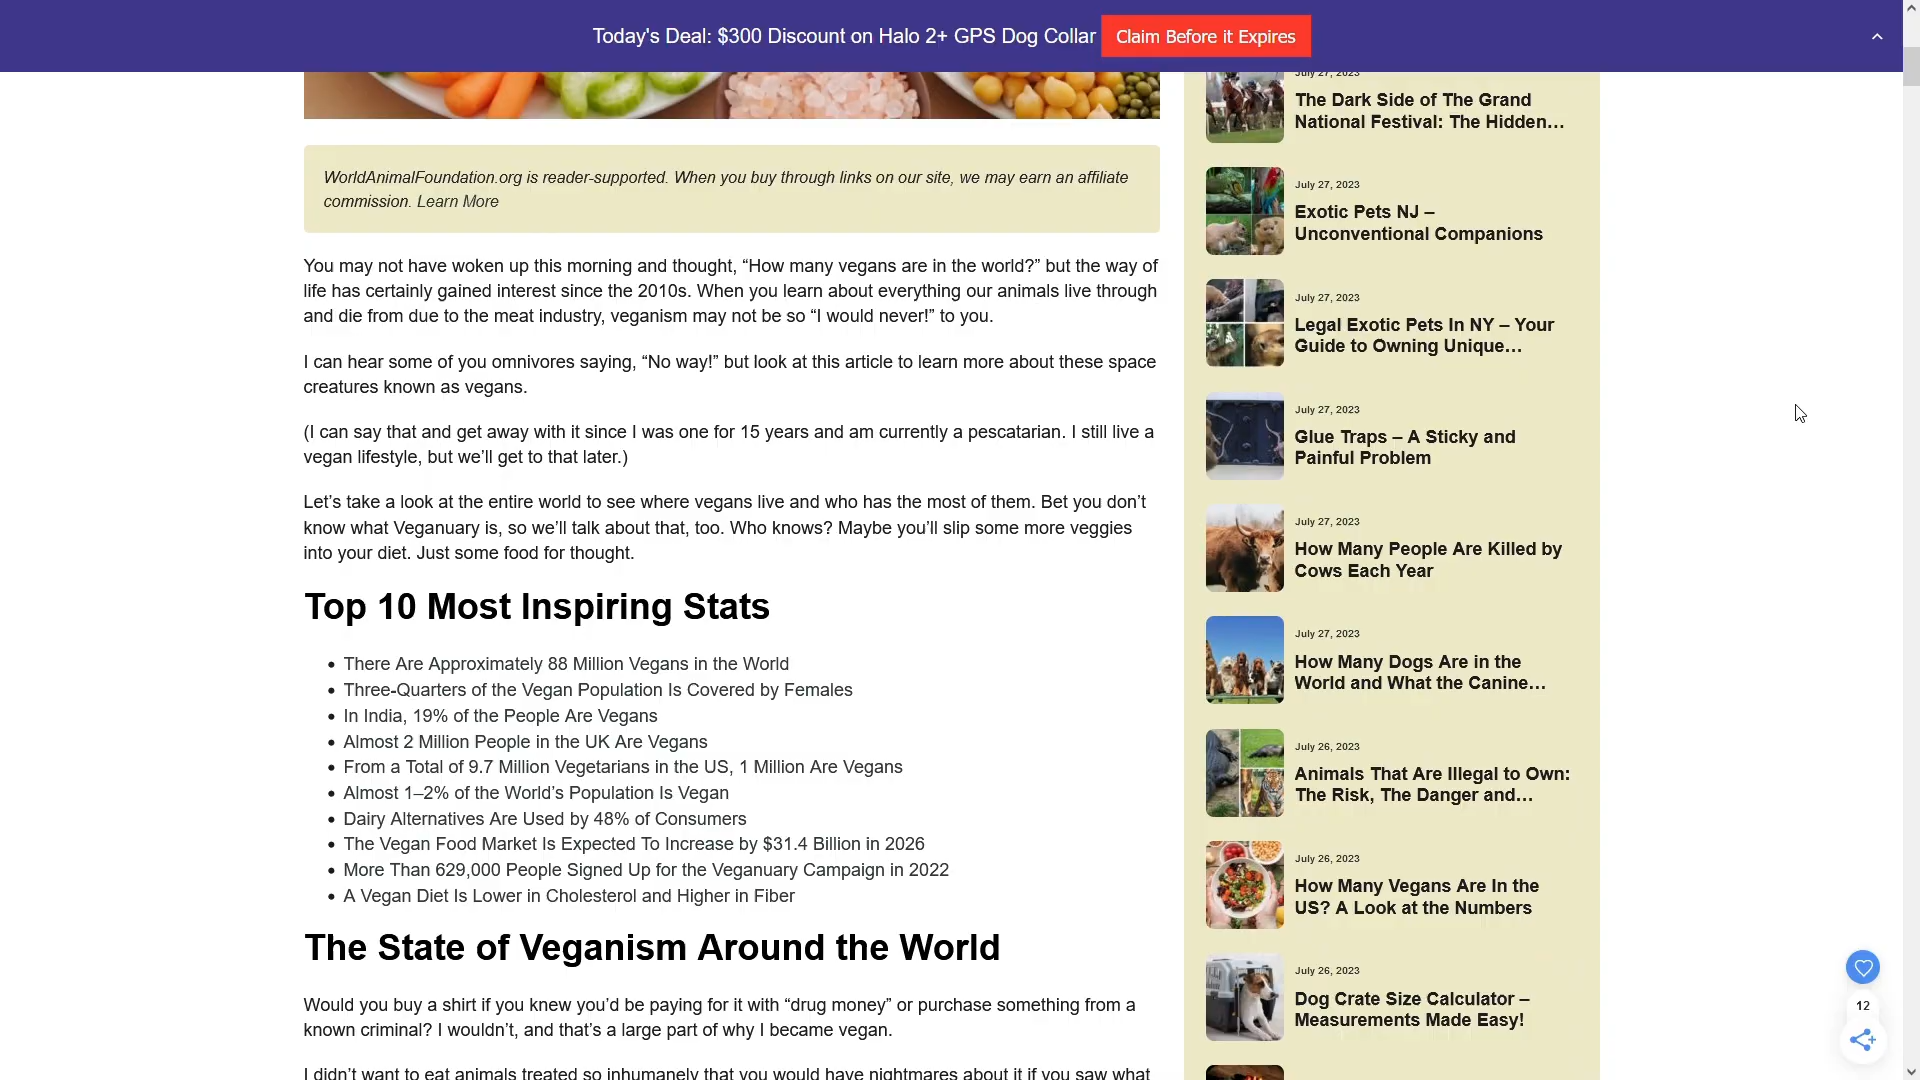 Today's Deal: $300 Discount on Halo 2+ GPS Dog Collar Claim Before it Expires
WorldAnimalFoundation.org is reader-supported. When you buy through links on our site, we may earn an affiliate
commission. Learn More
You may not have woken up this morning and thought, “How many vegans are in the world?” but the way of
life has certainly gained interest since the 2010s. When you learn about everything our animals live through
and die from due to the meat industry, veganism may not be so “I would never!” to you.
I can hear some of you omnivores saying, “No way!” but look at this article to learn more about these space
creatures known as vegans.
(I can say that and get away with it since I was one for 15 years and am currently a pescatarian. I still live a
vegan lifestyle, but we’ll get to that later.)
Let’s take a look at the entire world to see where vegans live and who has the most of them. Bet you don’t
know what Veganuary is, so we’ll talk about that, too. Who knows? Maybe you’ll slip some more veggies
into your diet. Just some food for thought.
Top 10 Most Inspiring Stats
• There Are Approximately 88 Million Vegans in the World
• Three-Quarters of the Vegan Population Is Covered by Females
• In India, 19% of the People Are Vegans
• Almost 2 Million People in the UK Are Vegans
• From a Total of 9.7 Million Vegetarians in the US, 1 Million Are Vegans
• Almost 1–2% of the World’s Population Is Vegan
• Dairy Alternatives Are Used by 48% of Consumers
• The Vegan Food Market Is Expected To Increase by $31.4 Billion in 2026
• More Than 629,000 People Signed Up for the Veganuary Campaign in 2022
• A Vegan Diet Is Lower in Cholesterol and Higher in Fiber
The State of Veganism Around the World
Would you buy a shirt if you knew you’d be paying for it with “drug money” or purchase something from a
known criminal? I wouldn’t, and that’s a large part of why I became vegan.
I didn’t want to eat animals treated so inhumanely that you would have nightmares about it if you saw what
July 27, 2023
The Dark Side of The Grand
National Festival: The Hidden…
July 27, 2023
Exotic Pets NJ –
Unconventional Companions
July 27, 2023
Legal Exotic Pets In NY – Your
Guide to Owning Unique…
July 27, 2023
Glue Traps – A Sticky and
Painful Problem
July 27, 2023
How Many People Are Killed by
Cows Each Year
July 27, 2023
How Many Dogs Are in the
World and What the Canine…
July 26, 2023
Animals That Are Illegal to Own:
The Risk, The Danger and…
July 26, 2023
How Many Vegans Are In the
US? A Look at the Numbers
July 26, 2023
Dog Crate Size Calculator –
Measurements Made Easy!
12